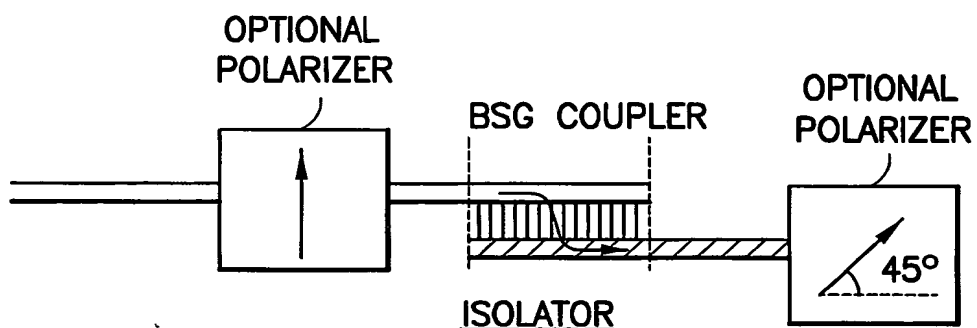 OPTIONAL
POLARIZER
BSG COUPLER
OPTIONAL
POLARIZER
45°
ISOLATOR